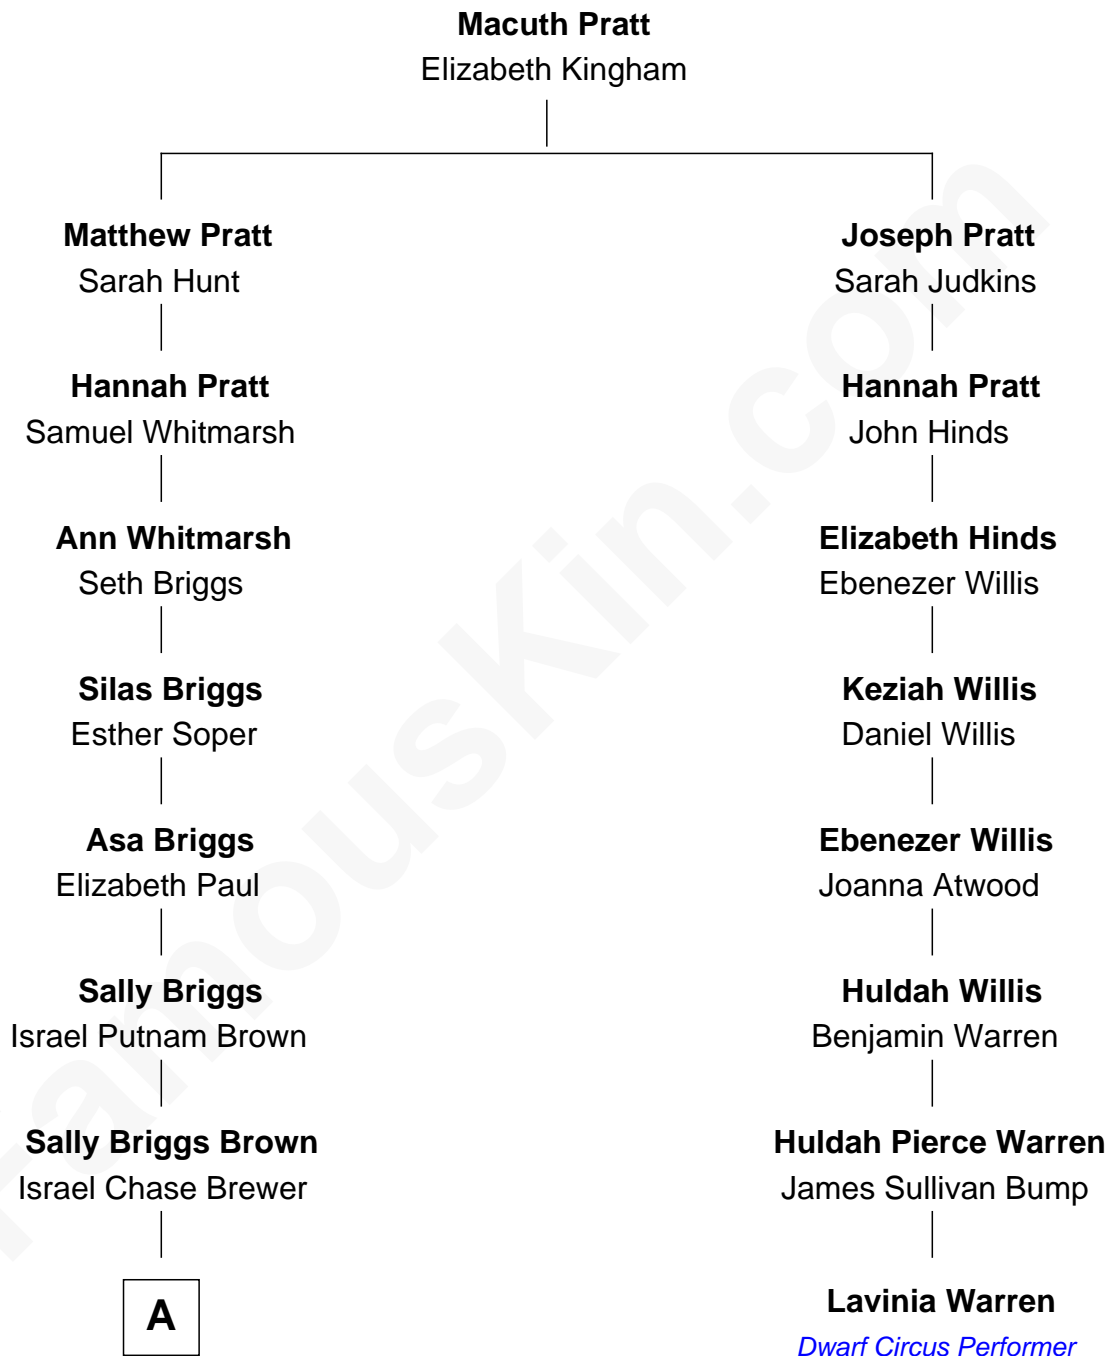 Macuth Pratt
Elizabeth Kingham
Matthew Pratt
Sarah Hunt
Joseph Pratt
Sarah Judkins
Hannah Pratt
Samuel Whitmarsh
Hannah Pratt
John Hinds
Ann Whitmarsh
Seth Briggs
Elizabeth Hinds
Ebenezer Willis
Silas Briggs
Esther Soper
Keziah Willis
Daniel Willis
Asa Briggs
Elizabeth Paul
Ebenezer Willis
Joanna Atwood
Sally Briggs
Israel Putnam Brown
Huldah Willis
Benjamin Warren
Sally Briggs Brown
Israel Chase Brewer
Huldah Pierce Warren
James Sullivan Bump
A
Lavinia Warren
Dwarf Circus Performer
FamousKin.com